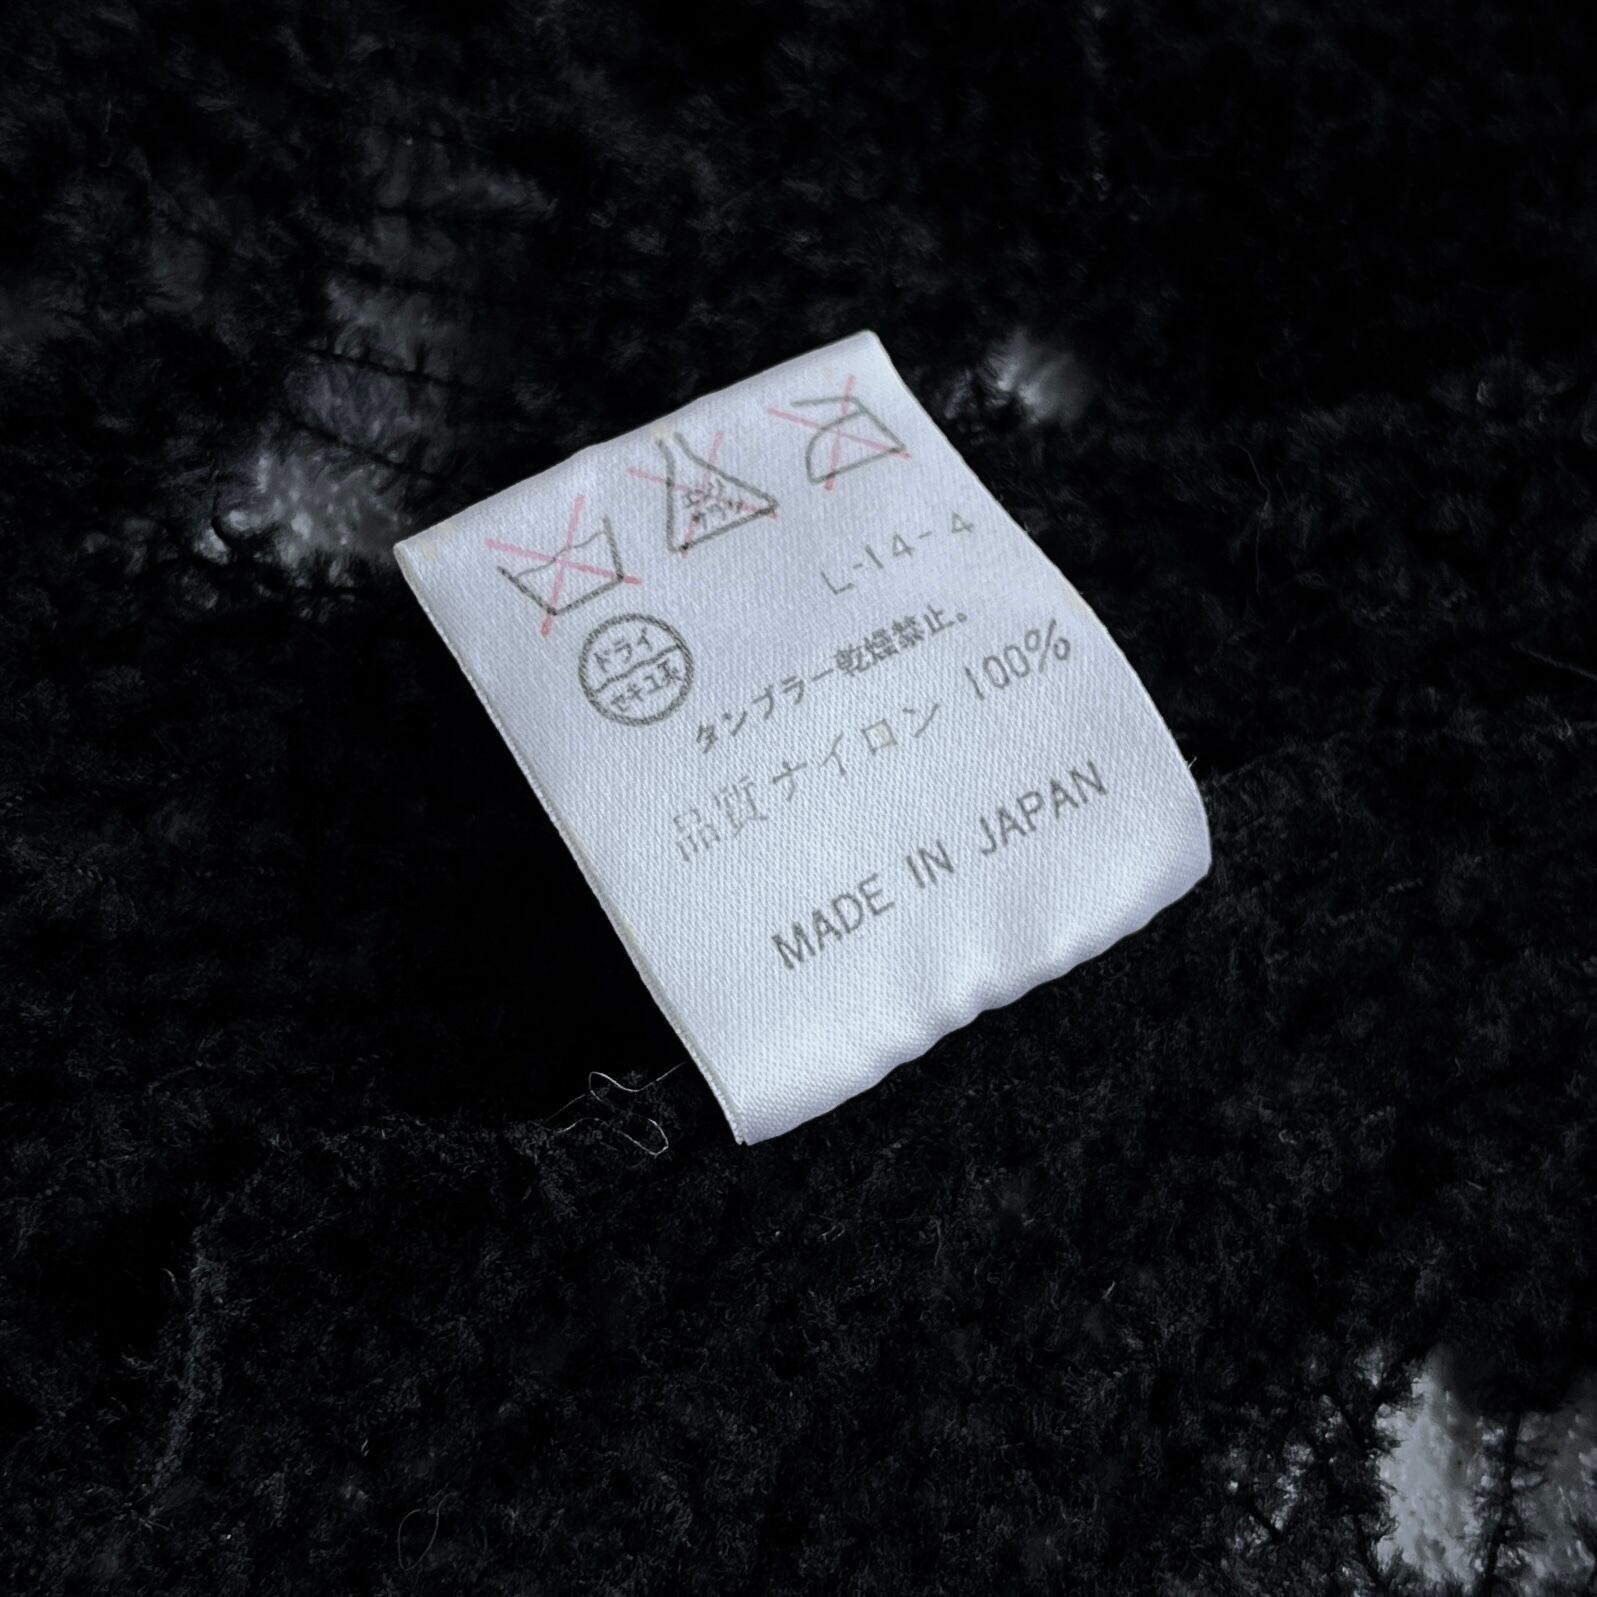 エンソ
サラシ
L-14-4
ドライ
セキユ系
タンブラー乾燥禁止。
品質 ナイロン 100%
MADE IN JAPAN